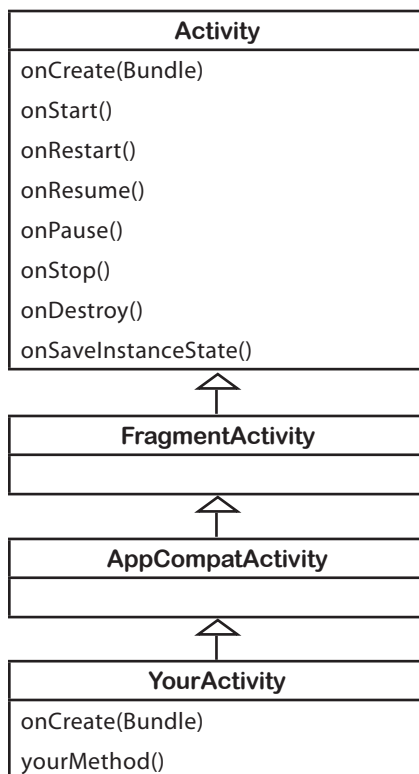 Activity
onCreate(Bundle)
onStart()
onRestart()
onResume()
onPause()
onStop()
onDestroy()
onSaveInstanceState()
FragmentActivity
AppCompatActivity
YourActivity
onCreate(Bundle)
yourMethod()